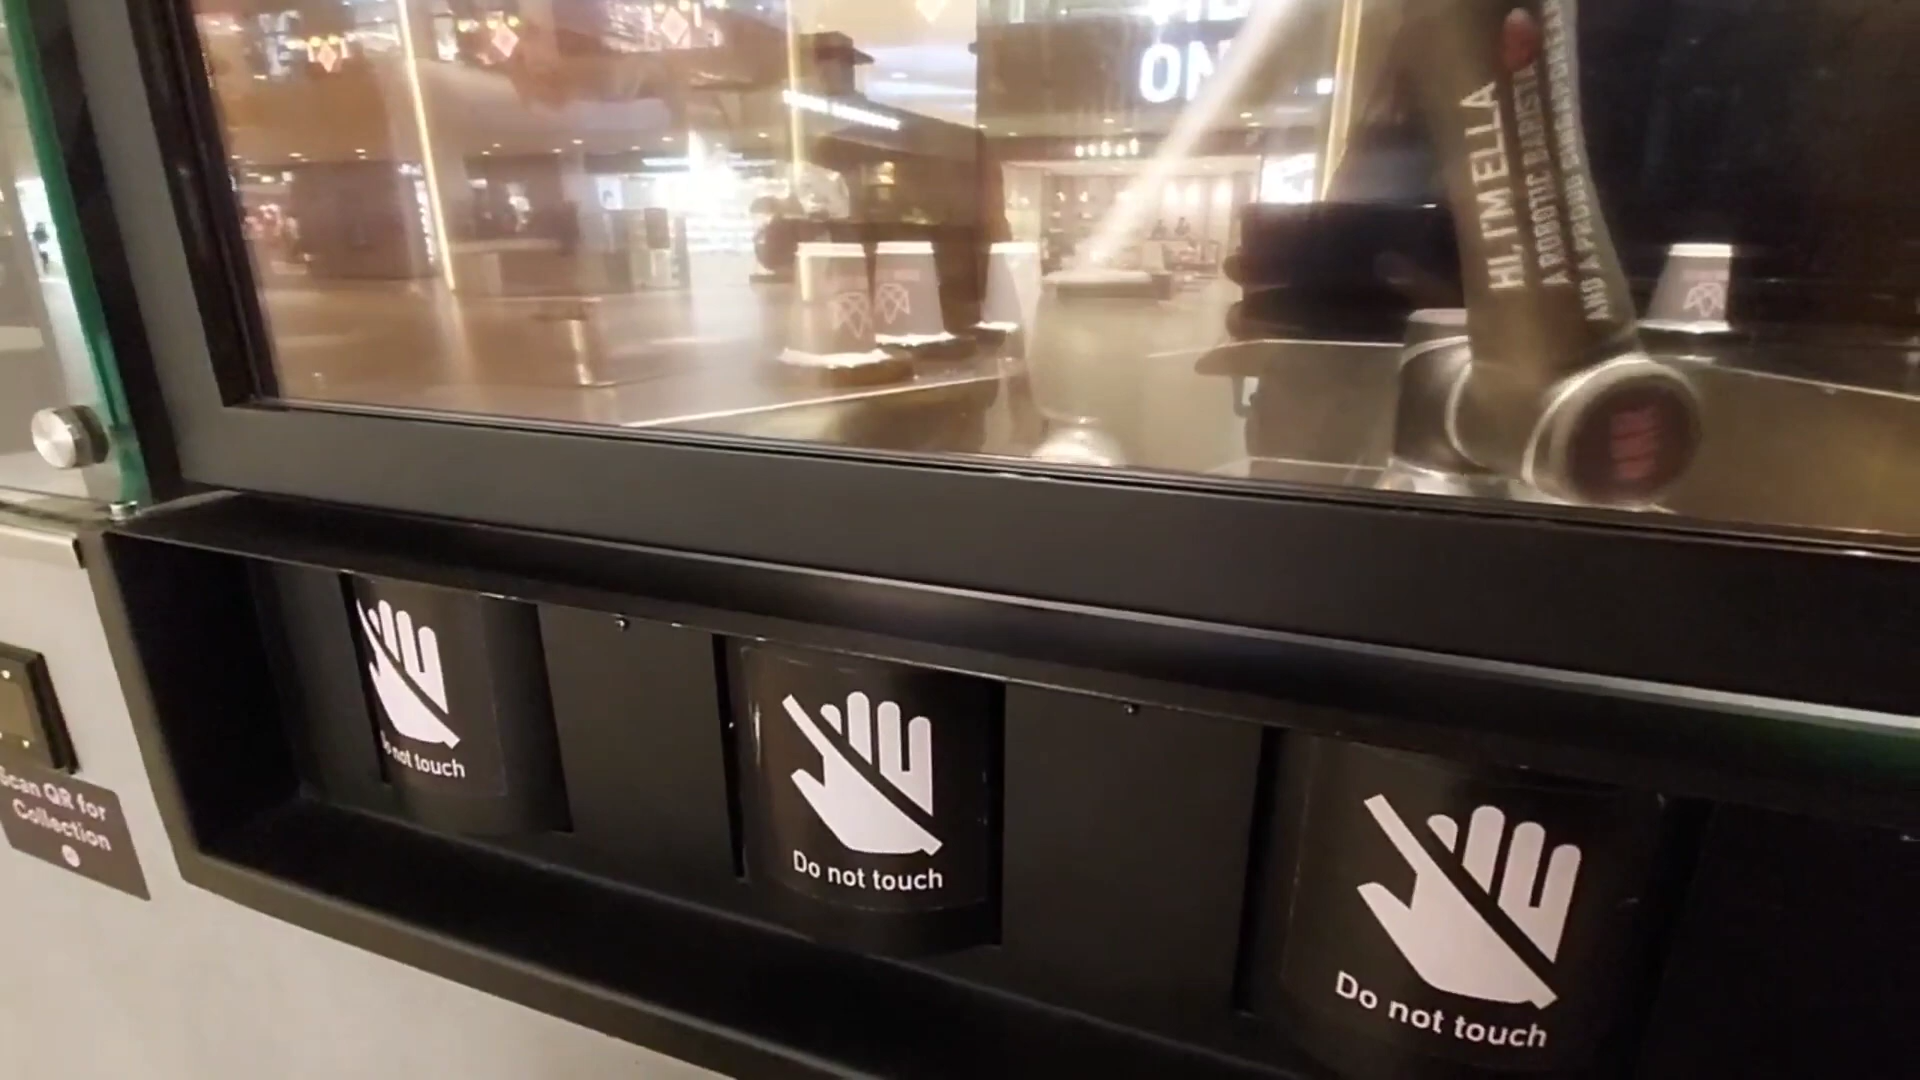 ON
HI, I'M ELLA
A ROBOTIC BARISTA
AND A PROUD SINGAPOREAN
Do not touch
Do not touch
Do not touch
Scan QR for
Collection